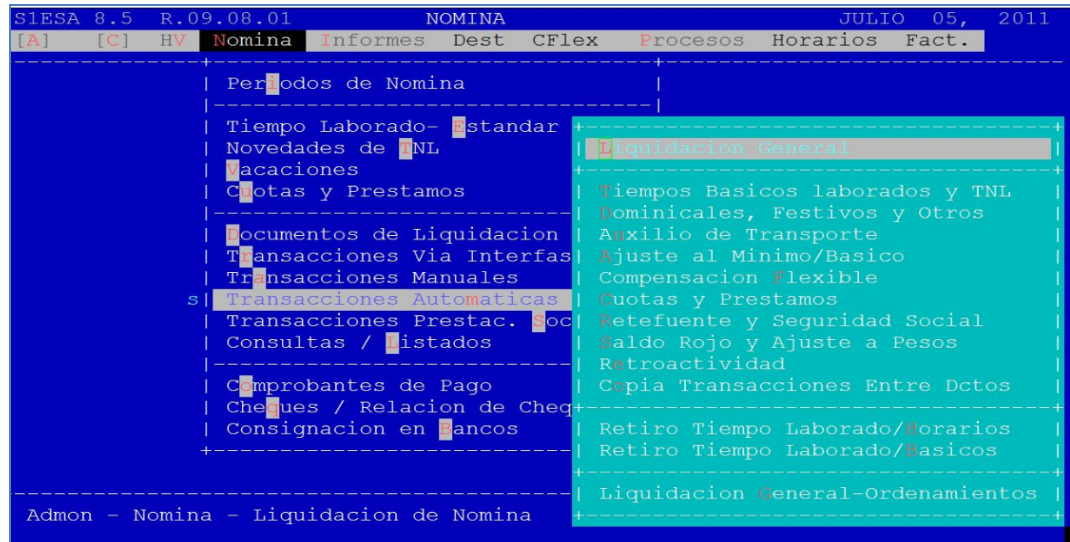 S1ESA 8.5 R.09.08.01 NOMINA JULIO 05, 2011
[A] [C] HV Nomina Informes Dest CFlex Procesos Horarios Fact.
Periodos de Nomina
Tiempo Laborado- Estandar
Novedades de TNL
Vacaciones
Cuotas y Prestamos
Documentos de Liquidacion
Transacciones Via Interfas
Transacciones Manuales
s Transacciones Automaticas
Transacciones Prestac. Soc
Consultas / Listados
Comprobantes de Pago
Cheques / Relacion de Cheq
Consignacion en Bancos
Liquidacion General
Tiempos Basicos laborados y TNL
Dominicales, Festivos y Otros
Auxilio de Transporte
Ajuste al Minimo/Basico
Compensacion Flexible
Cuotas y Prestamos
Retefuente y Seguridad Social
Saldo Rojo y Ajuste a Pesos
Retroactividad
Copia Transacciones Entre Dctos
Retiro Tiempo Laborado/Horarios
Retiro Tiempo Laborado/Basicos
Liquidacion General-Ordenamientos
Admon - Nomina - Liquidacion de Nomina